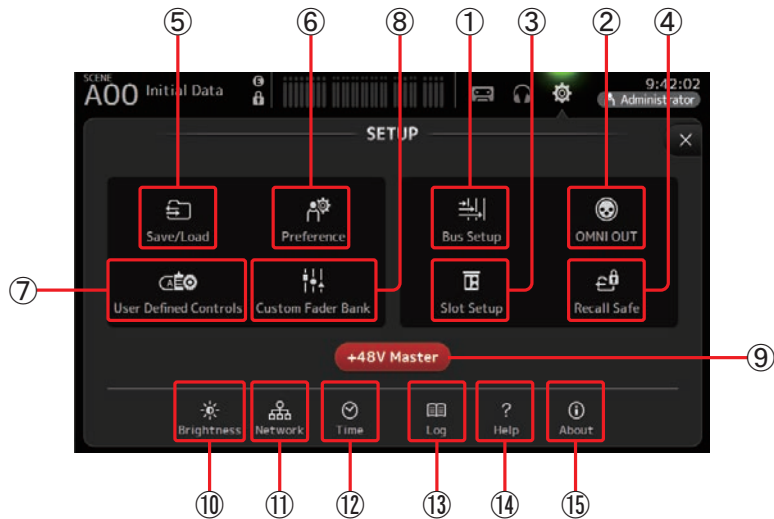 ⑤ ⑥ ⑧ ① ③ ② ④
SCENE
A00 Initial Data E
9:42:02
Administrator
SETUP
Save/Load Preference Bus Setup OMNI OUT
⑦
User Defined Controls Custom Fader Bank Slot Setup Recall Safe
+48V Master ⑨
Brightness Network Time Log Help About
⑩ ⑪ ⑫ ⑬ ⑭ ⑮